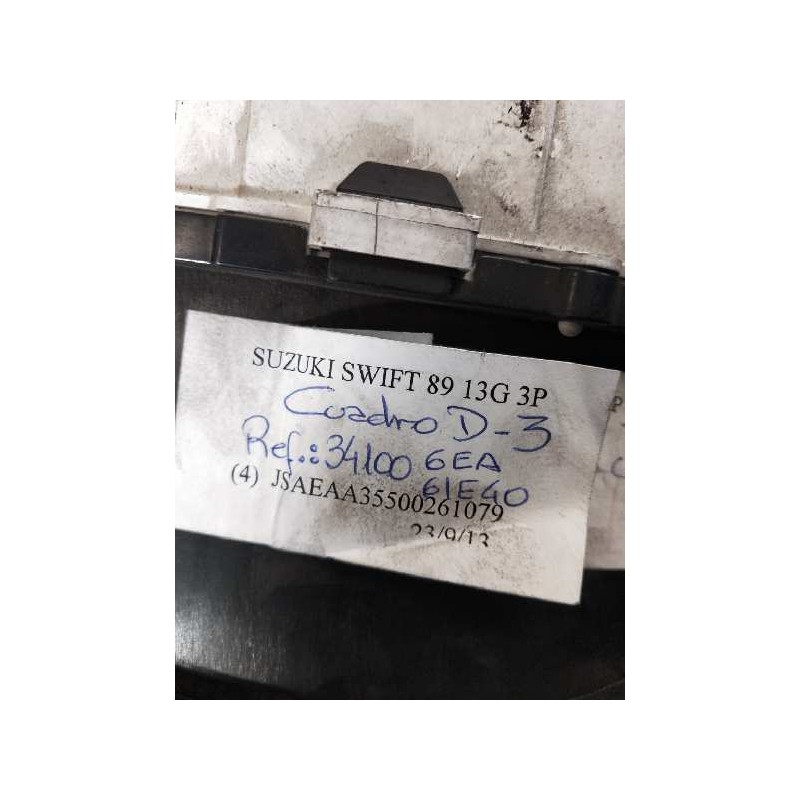 SUZUKI SWIFT 89 13G 3P
Cuadro D-3
Ref.: 34100 6EA
61E40
(4) JSAEAA35500261079
23/9/13